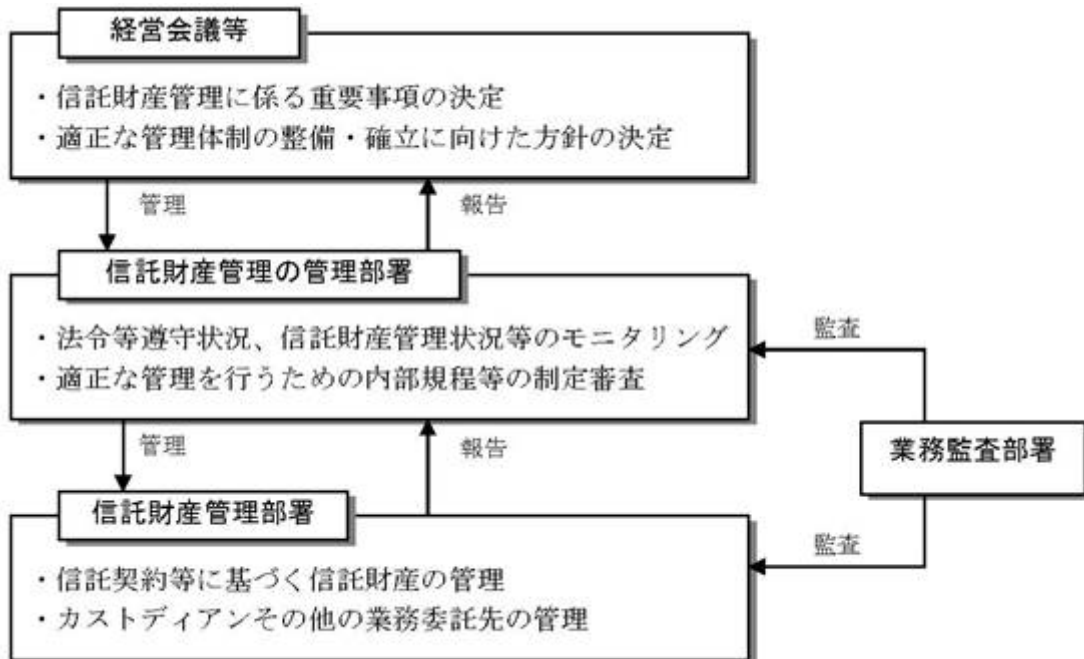 経営会議等
・信託財産管理に係る重要事項の決定
・適正な管理体制の整備・確立に向けた方針の決定
管理
報告
信託財産管理の管理部署
・法令等遵守状況、信託財産管理状況等のモニタリング
・適正な管理を行うための内部規程等の制定審査
監査
管理
報告
業務監査部署
信託財産管理部署
監査
・信託契約等に基づく信託財産の管理
・カストディアンその他の業務委託先の管理